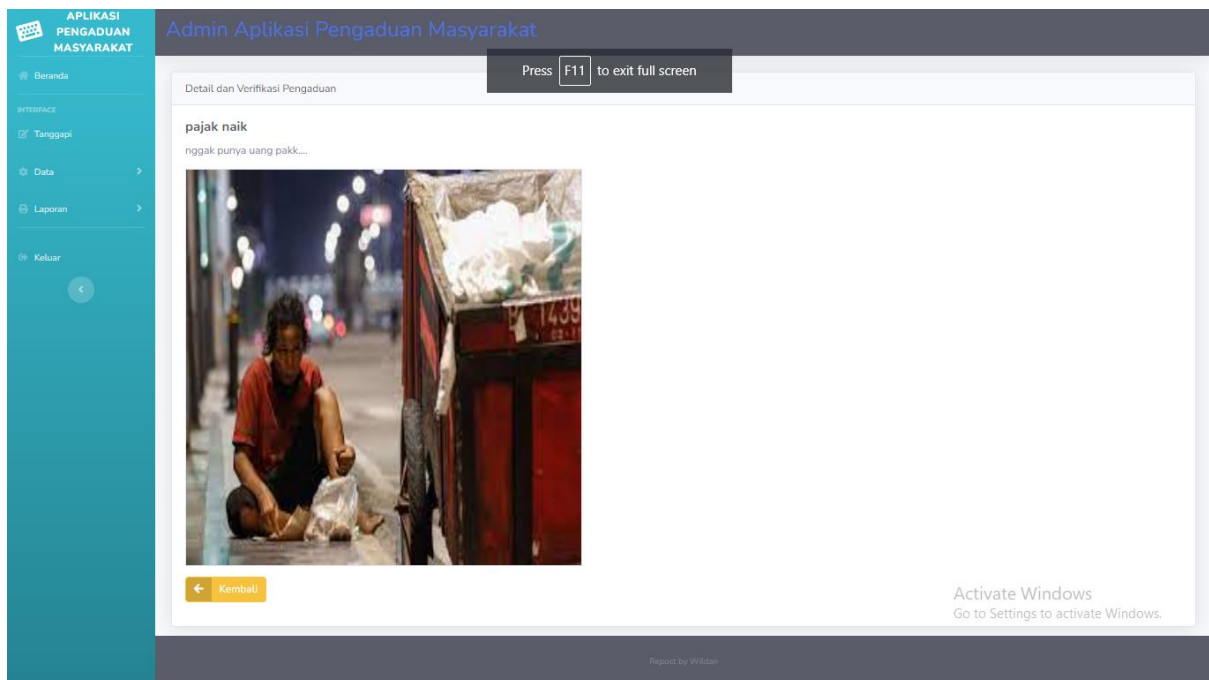 APLIKASI
PENGADUAN
MASYARAKAT
Admin Aplikasi Pengaduan Masyarakat
Press F11 to exit full screen
Beranda
INTERFACE
Tanggapi
Data
Laporan
Keluar
Detail dan Verifikasi Pengaduan
pajak naik
nggak punya uang pakk....
1439
Kembali
Activate Windows
Go to Settings to activate Windows.
Repost by Wildan